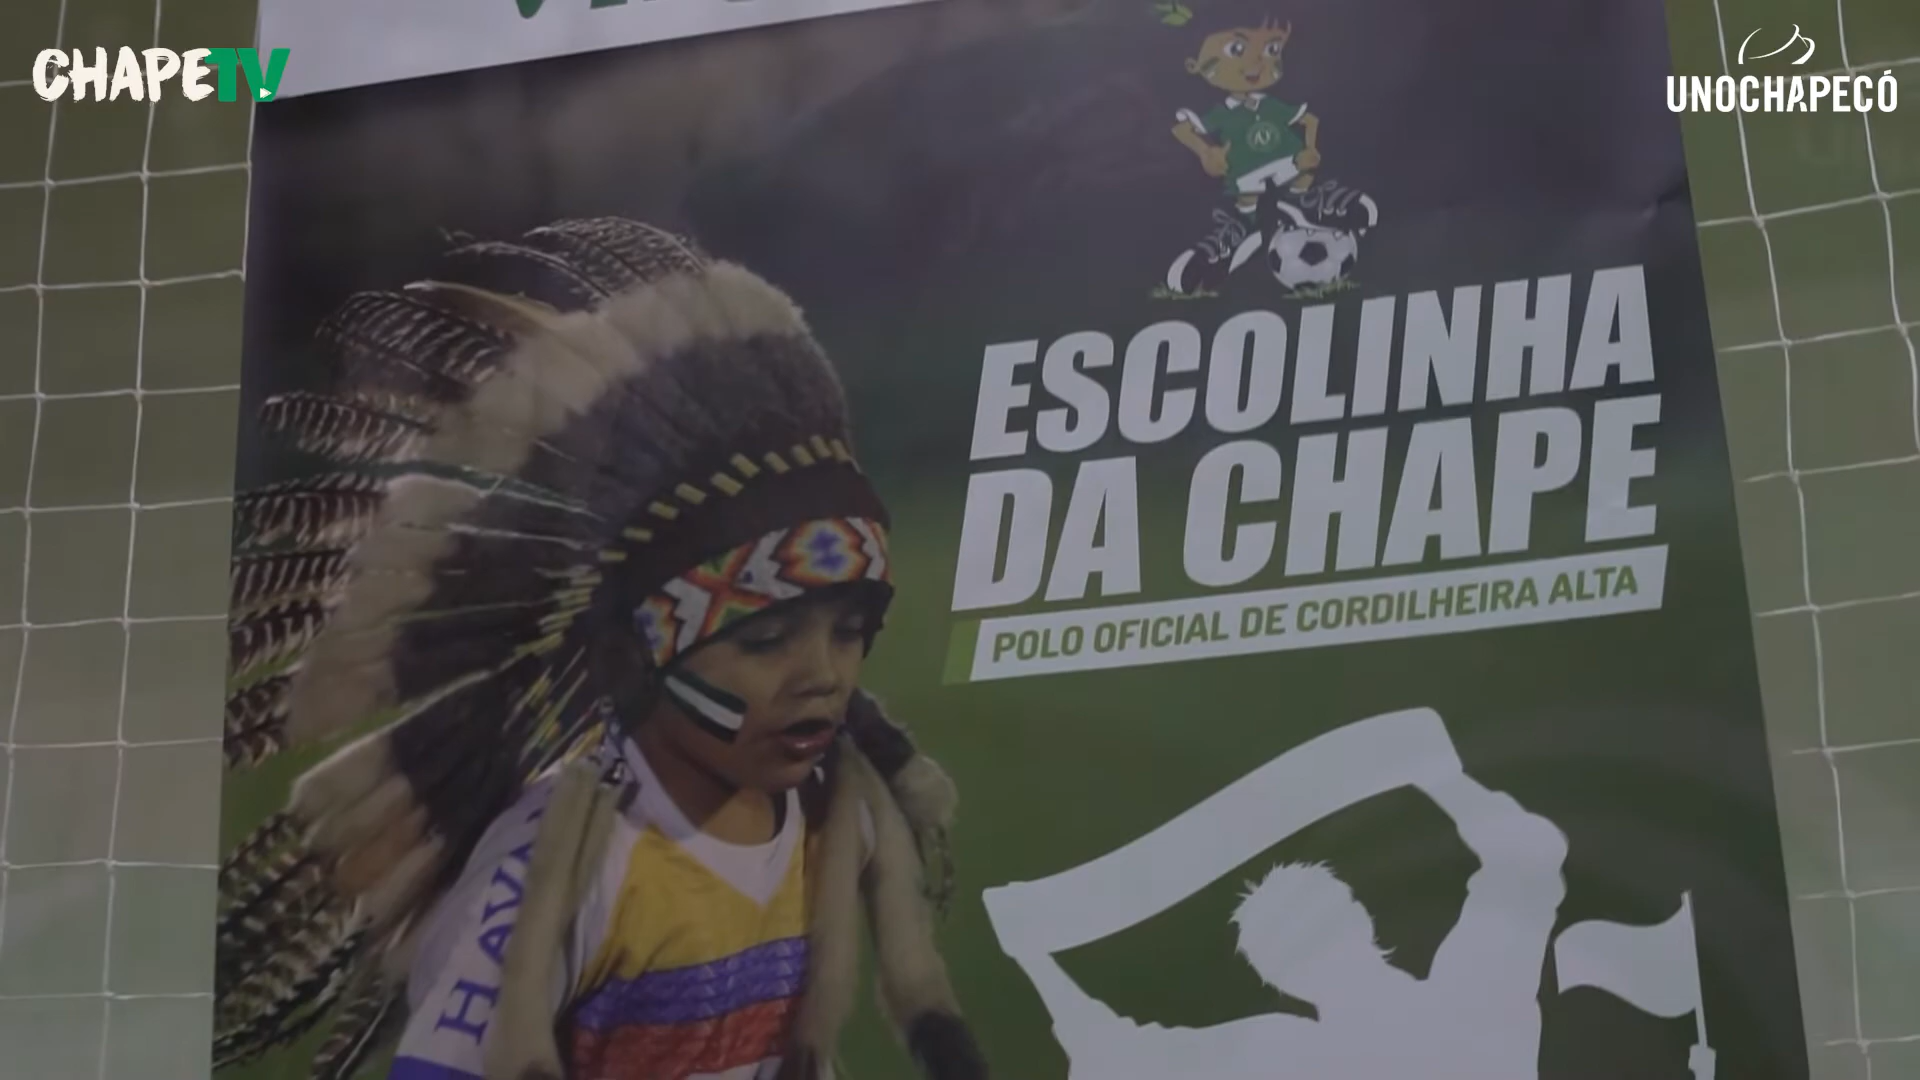 CHAPETV
UNOCHAPECÓ
ESCOLINHA
DA CHAPE
POLO OFICIAL DE CORDILHEIRA ALTA